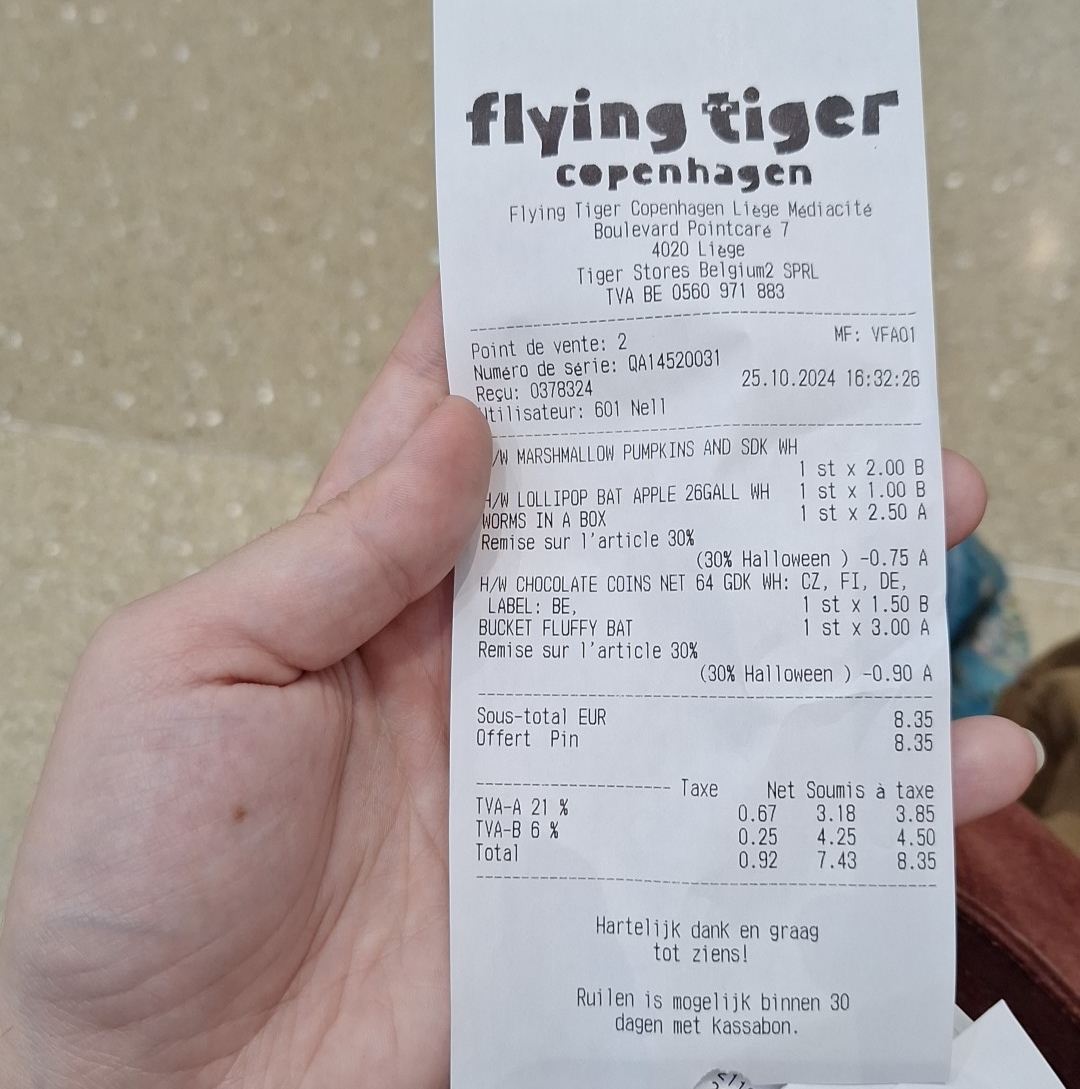 flying tiger
copenhagen
Flying Tiger Copenhagen Liège Médiacité
Boulevard Pointcaré 7
4020 Liège
Tiger Stores Belgium2 SPRL
TVA BE 0560 971 883
Point de vente: 2 MF: VFA01
Numéro de série: QA14520031
Reçu: 0378324 25.10.2024 16:32:26
Utilisateur: 601 Nell
/W MARSHMALLOW PUMPKINS AND SDK WH
1 st x 2.00 B
H/W LOLLIPOP BAT APPLE 26GALL WH 1 st x 1.00 B
WORMS IN A BOX 1 st x 2.50 A
Remise sur l'article 30%
(30% Halloween ) -0.75 A
H/W CHOCOLATE COINS NET 64 GDK WH: CZ, FI, DE,
LABEL: BE, 1 st x 1.50 B
BUCKET FLUFFY BAT 1 st x 3.00 A
Remise sur l'article 30%
(30% Halloween ) -0.90 A
Sous-total EUR 8.35
Offert Pin 8.35
Taxe Net Soumis à taxe
TVA-A 21 % 0.67 3.18 3.85
TVA-B 6 % 0.25 4.25 4.50
Total 0.92 7.43 8.35
Hartelijk dank en graag
tot ziens!
Ruilen is mogelijk binnen 30
dagen met kassabon.